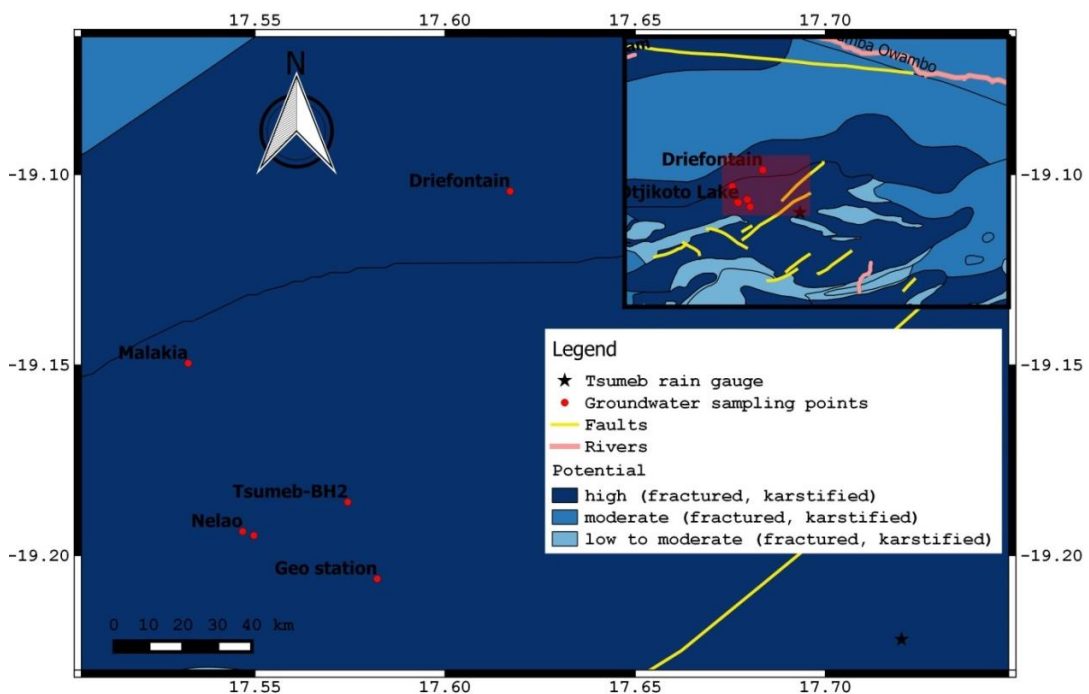 17.55 17.60 17.65 17.70
N
Driefontain
-19.10 -19.10
Driefontain
Otjikoto Lake
Malakia
-19.15 -19.15
Legend
Tsumeb rain gauge
Groundwater sampling points
Faults
Rivers
Potential
high (fractured, karstified)
moderate (fractured, karstified)
low to moderate (fractured, karstified)
Tsumeb-BH2
Nelao
-19.20 -19.20
Geo station
0 10 20 30 40 km
17.55 17.60 17.65 17.70